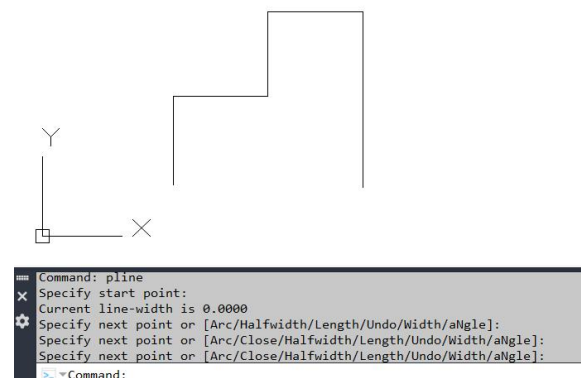 Y
X
Command: pline
Specify start point:
Current line-width is 0.0000
Specify next point or [Arc/Halfwidth/Length/Undo/Width/aNgle]:
Specify next point or [Arc/Close/Halfwidth/Length/Undo/Width/aNgle]:
Specify next point or [Arc/Close/Halfwidth/Length/Undo/Width/aNgle]:
Command: